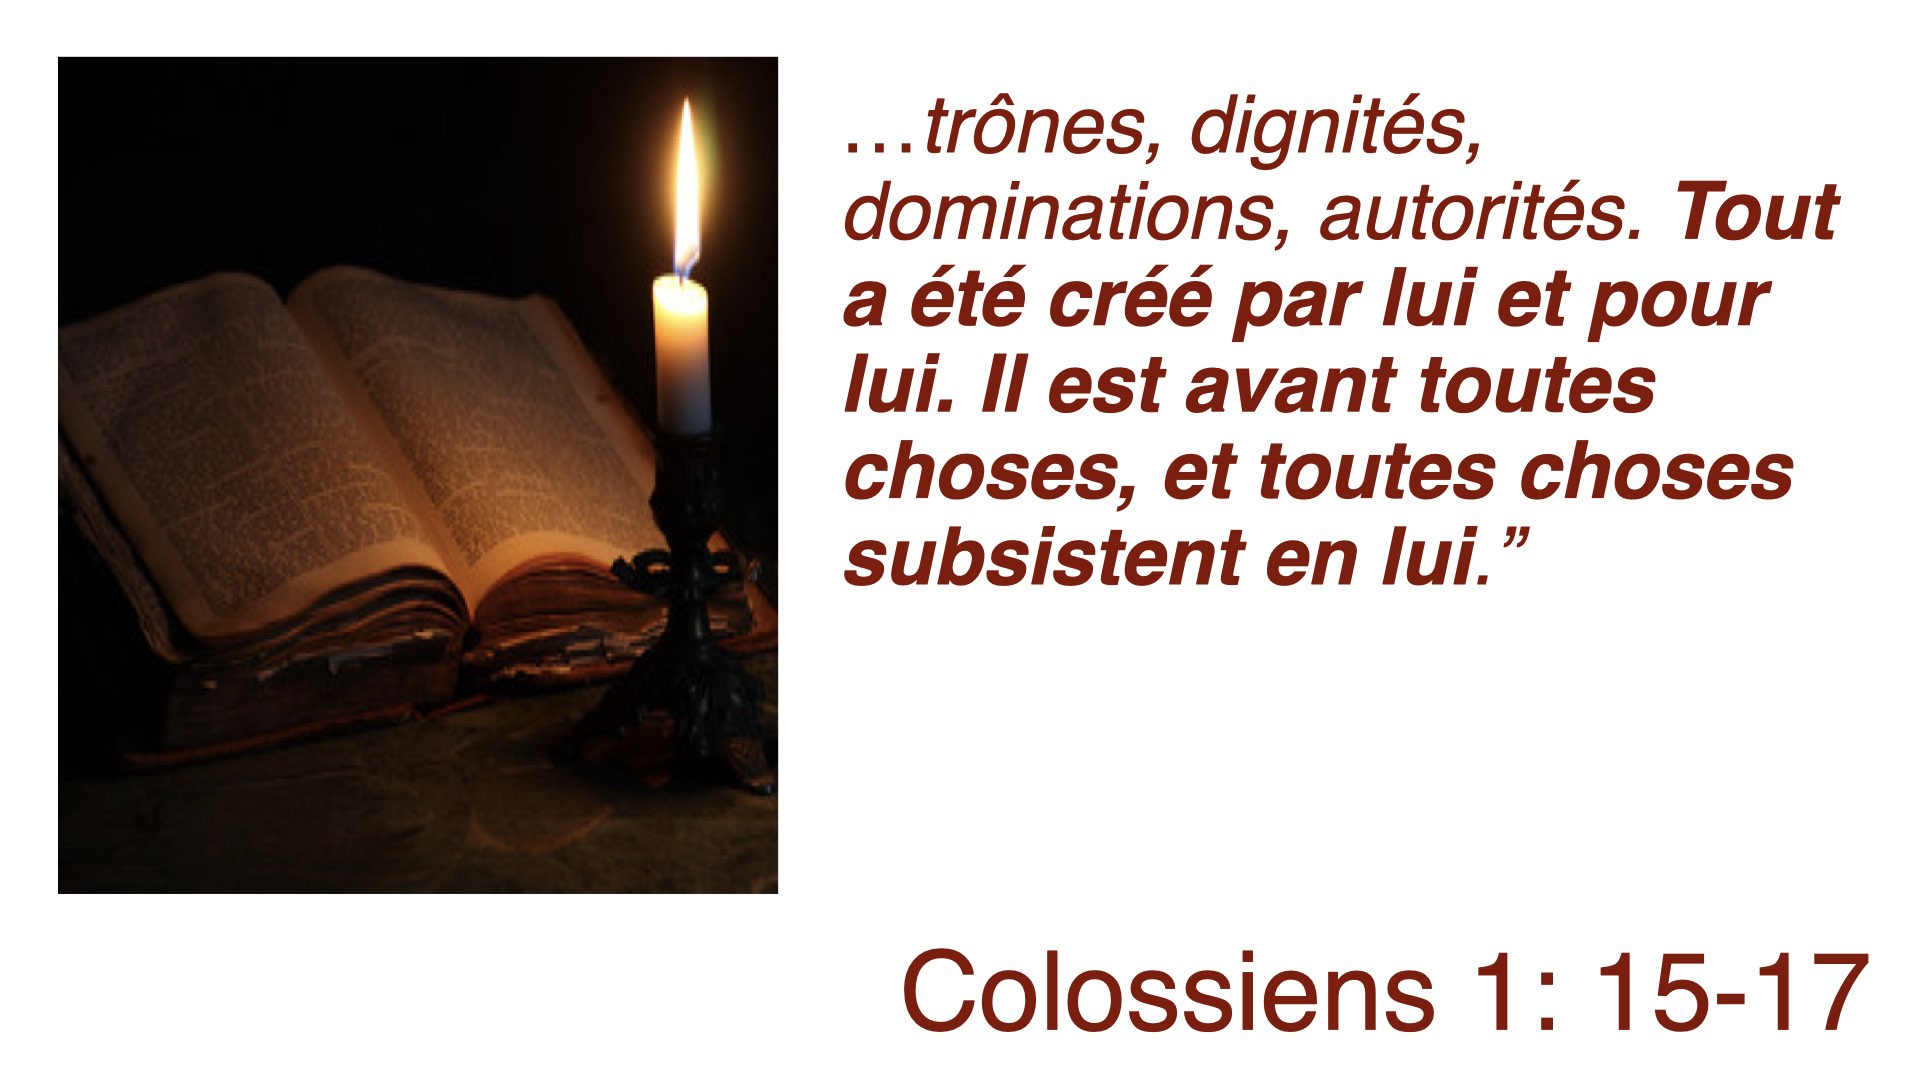 …trônes, dignités,
dominations, autorités. Tout
a été créé par lui et pour
lui. Il est avant toutes
choses, et toutes choses
subsistent en lui.”
Colossiens 1: 15-17